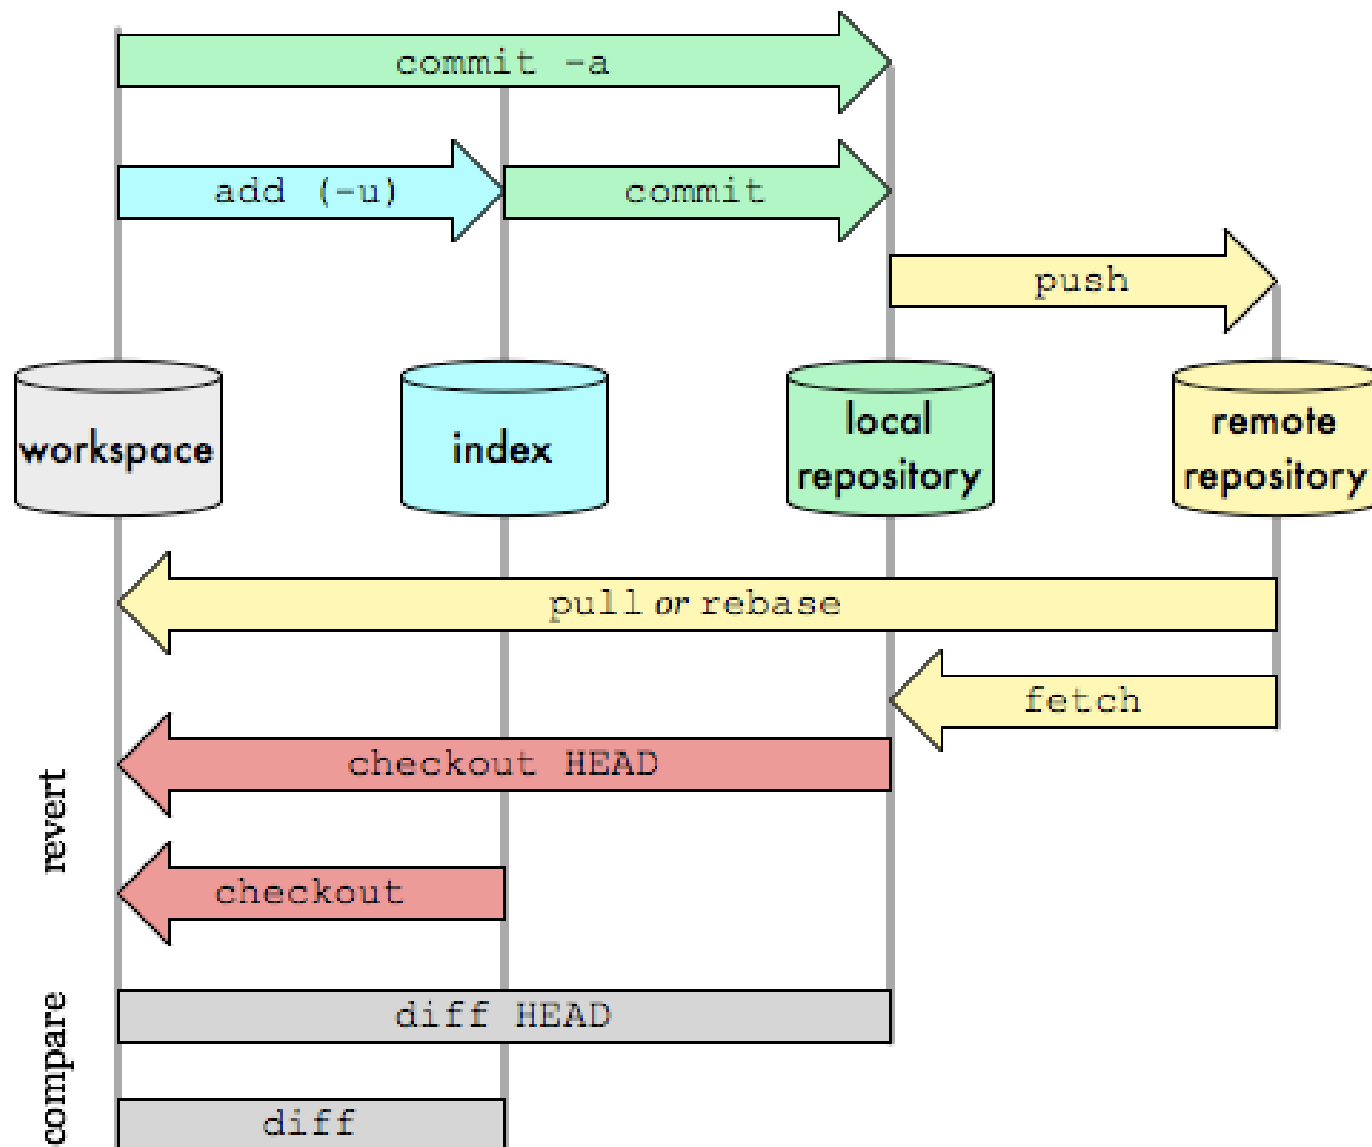 commit -a
add (-u)
commit
push
workspace
index
local
repository
remote
repository
pull or rebase
fetch
revert
checkout HEAD
checkout
compare
diff HEAD
diff